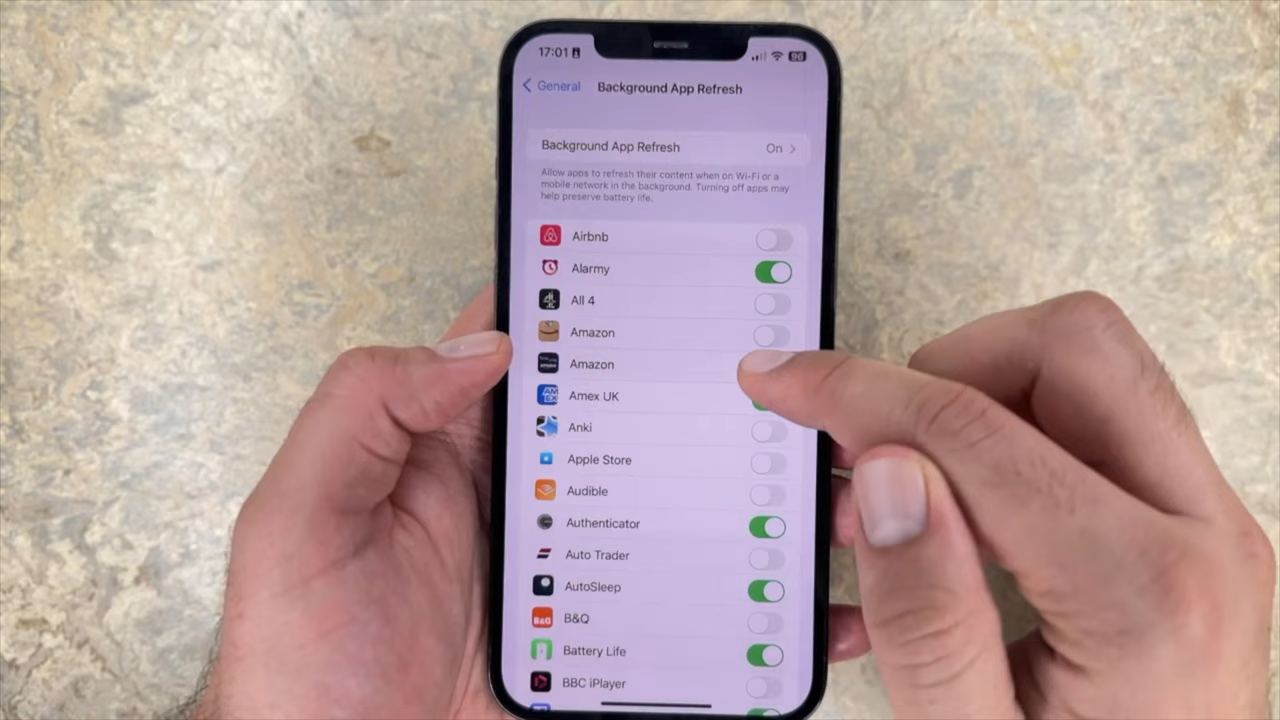 17:01
98
General
Background App Refresh
Background App Refresh On
Allow apps to refresh their content when on Wi-Fi or a
mobile network in the background. Turning off apps may
help preserve battery life.
Airbnb
Alarmy
All 4
Amazon
Amazon
Amex UK
Anki
Apple Store
Audible
Authenticator
Auto Trader
AutoSleep
B&Q
B&Q
Battery Life
BBC iPlayer